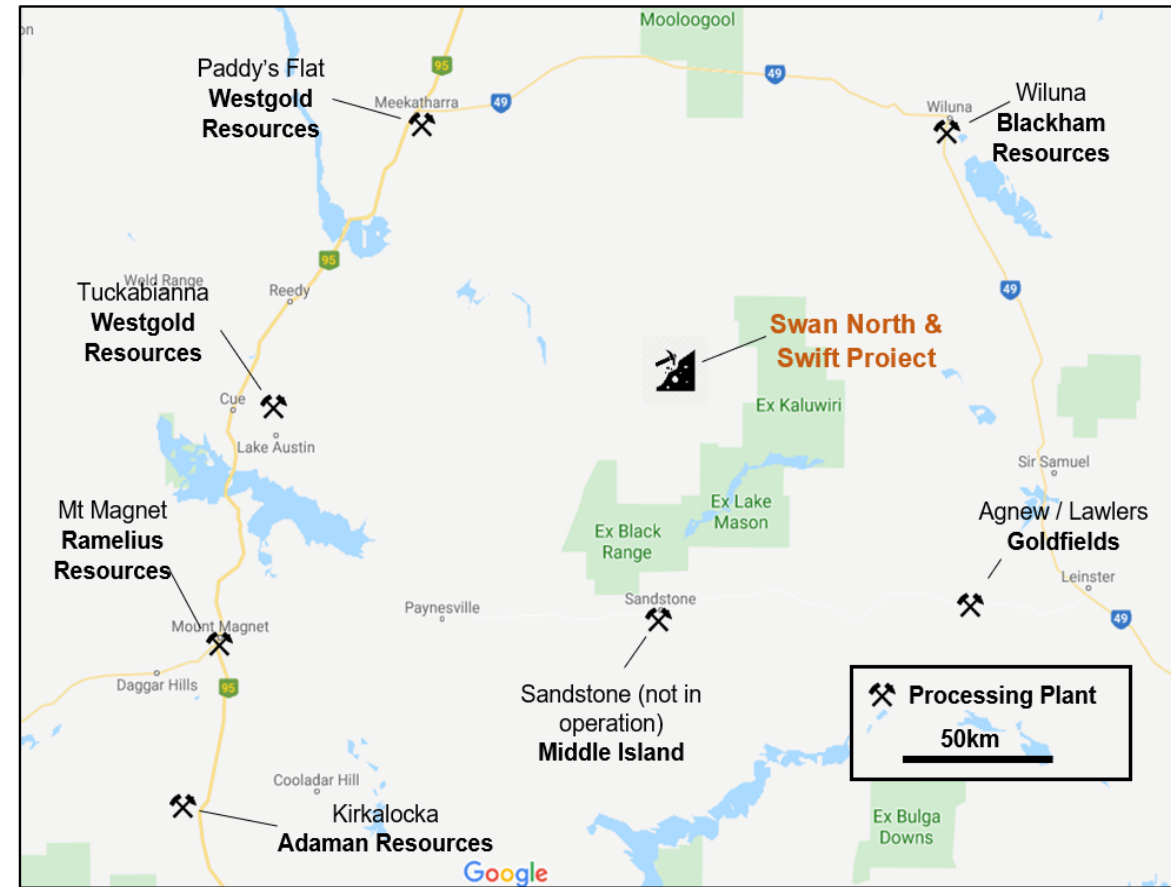 on
Mooloogool
Paddy's Flat
Westgold
Resources
95
Meekatharra
49
49
Wiluna
Wiluna
Blackham
Resources
95
Weld Range
Reedy
Tuckabianna
Westgold
Resources
49
Swan North &
Swift Proiect
Cue
Lake Austin
Ex Kaluwiri
Sir Samuel
Mt Magnet
Ramelius
Resources
Ex Lake
Mason
Ex Black
Range
Agnew / Lawlers
Goldfields
Leinster
Paynesville
Sandstone
49
Mount Magnet
Daggar Hills
95
Sandstone (not in
operation)
Middle Island
Processing Plant
50km
Cooladar Hill
Kirkalocka
Adaman Resources
Ex Bulga
Downs
Google